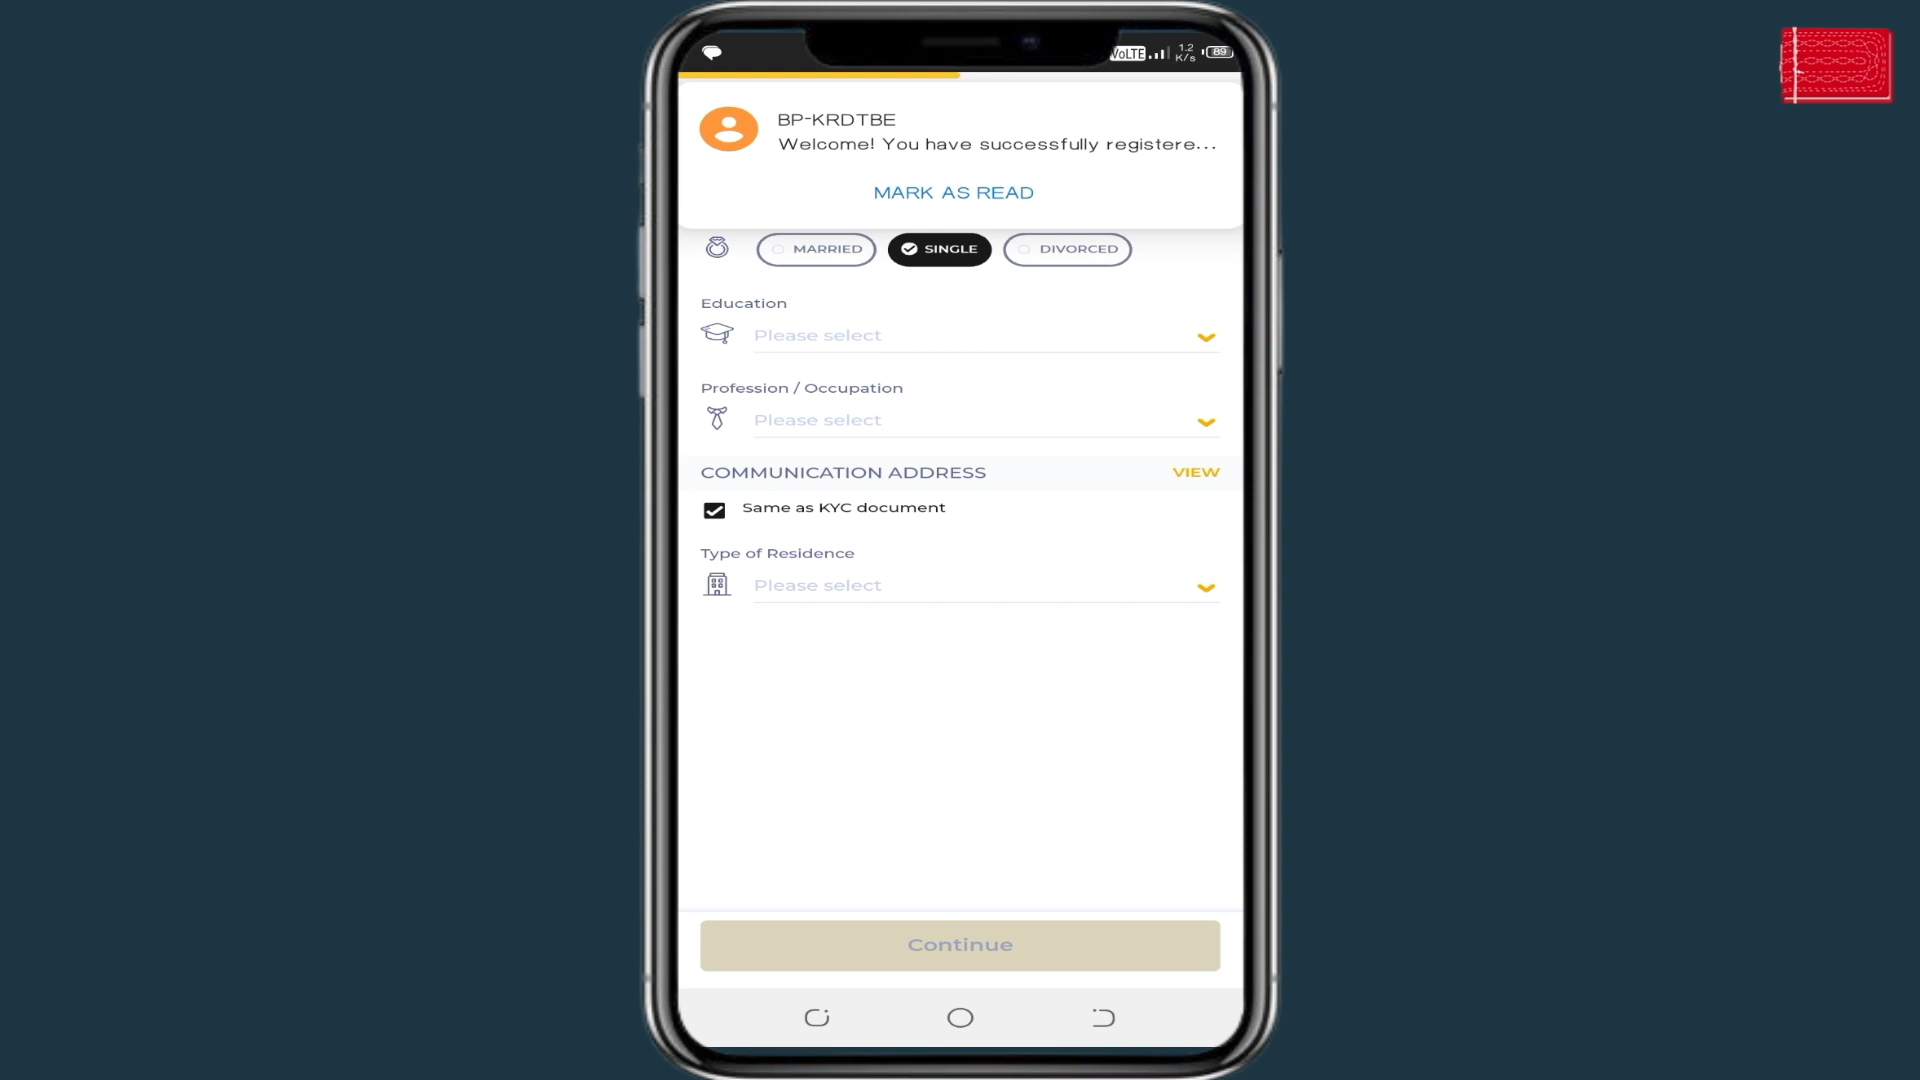 VoLTE 1.2 K/s 89
BP-KRDTBE
Welcome! You have successfully registere...
MARK AS READ
MARRIED SINGLE DIVORCED
Education
Please select
Profession / Occupation
Please select
COMMUNICATION ADDRESS VIEW
Same as KYC document
Type of Residence
Please select
Continue